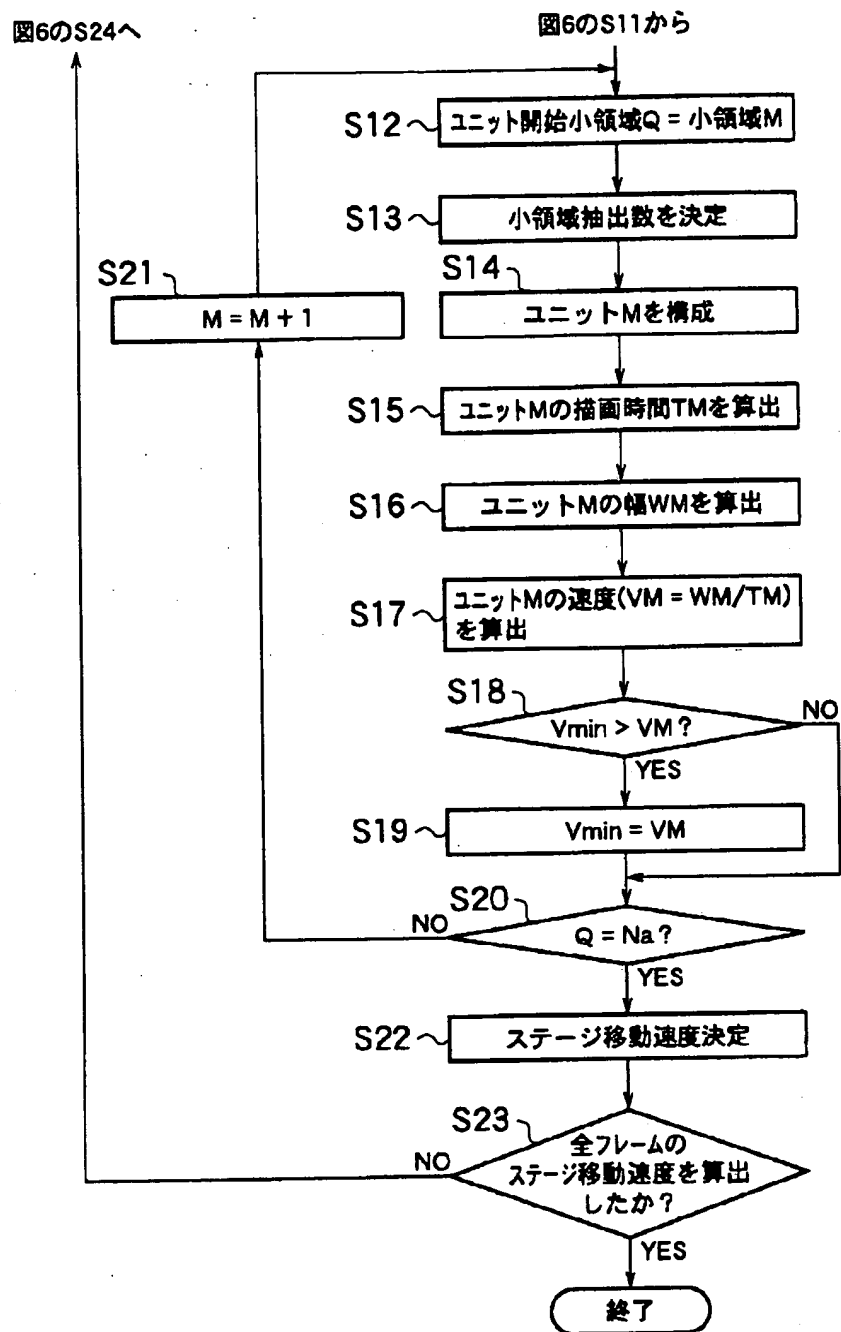 図6のS24へ
図6のS11から
S12
ユニット開始小領域Q = 小領域M
S13
小領域抽出数を決定
S21
M = M + 1
S14
ユニットMを構成
S15
ユニットMの描画時間TMを算出
S16
ユニットMの幅WMを算出
S17
ユニットMの速度(VM = WM/TM)
を算出
S18
Vmin > VM?
NO
YES
S19
Vmin = VM
S20
Q = Na?
NO
YES
S22
ステージ移動速度決定
S23
全フレームの
ステージ移動速度を算出
したか?
NO
YES
終了